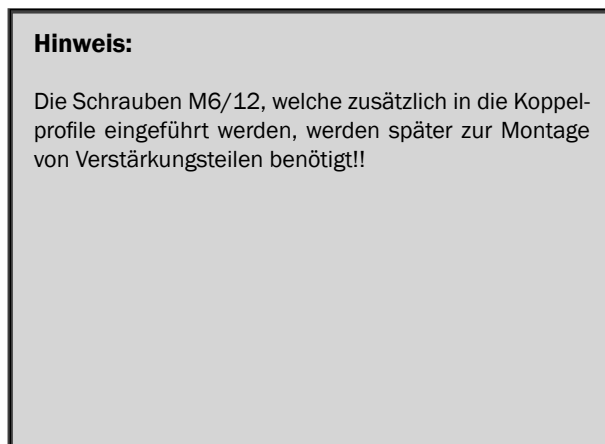 Hinweis:
Die Schrauben M6/12, welche zusätzlich in die Koppel-
profile eingeführt werden, werden später zur Montage
von Verstärkungsteilen benötigt!!